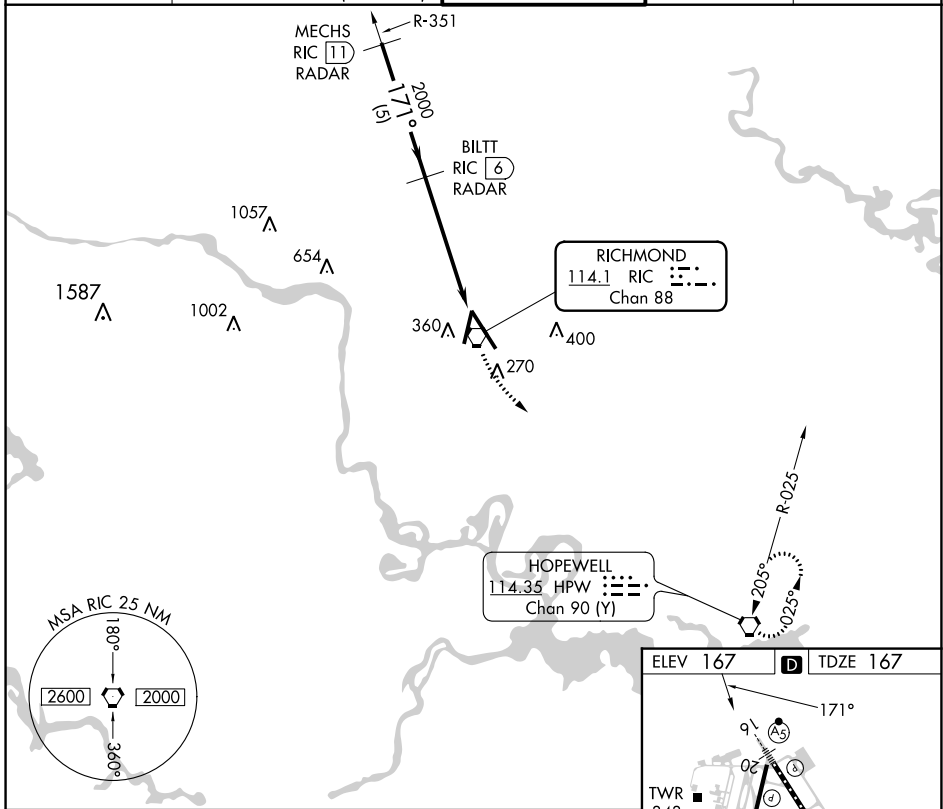 R-351
MECHS
RIC 11
RADAR
2000
171°
(5)
BILTT
RIC 6
RADAR
1057
654
1587
1002
RICHMOND
114.1 RIC
Chan 88
360
400
270
R-025
HOPEWELL
114.35 HPW
Chan 90 (Y)
205°
025°
MSA RIC 25 NM
180°
2600
2000
360°
ELEV 167
D
TDZE 167
171°
16
A5
20
P
TWR
P